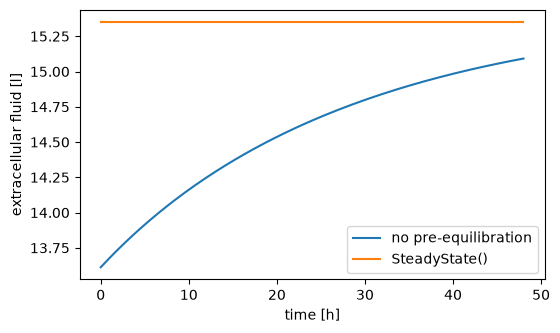 15.25
15.00
14.75
14.50
14.25
14.00
13.75
extracellular fluid [l]
no pre-equilibration
SteadyState()
0 10 20 30 40 50
time [h]